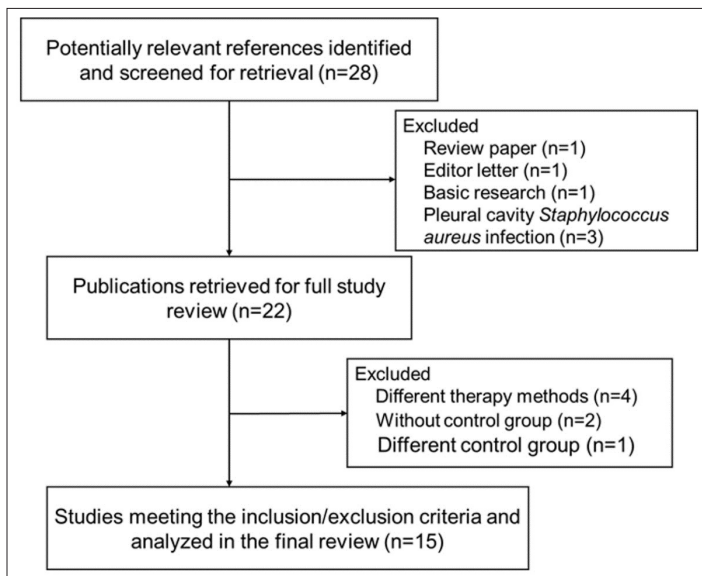 Potentially relevant references identified
and screened for retrieval (n=28)
Excluded
Review paper (n=1)
Editor letter (n=1)
Basic research (n=1)
Pleural cavity Staphylococcus
aureus infection (n=3)
Publications retrieved for full study
review (n=22)
Excluded
Different therapy methods (n=4)
Without control group (n=2)
Different control group (n=1)
Studies meeting the inclusion/exclusion criteria and
analyzed in the final review (n=15)